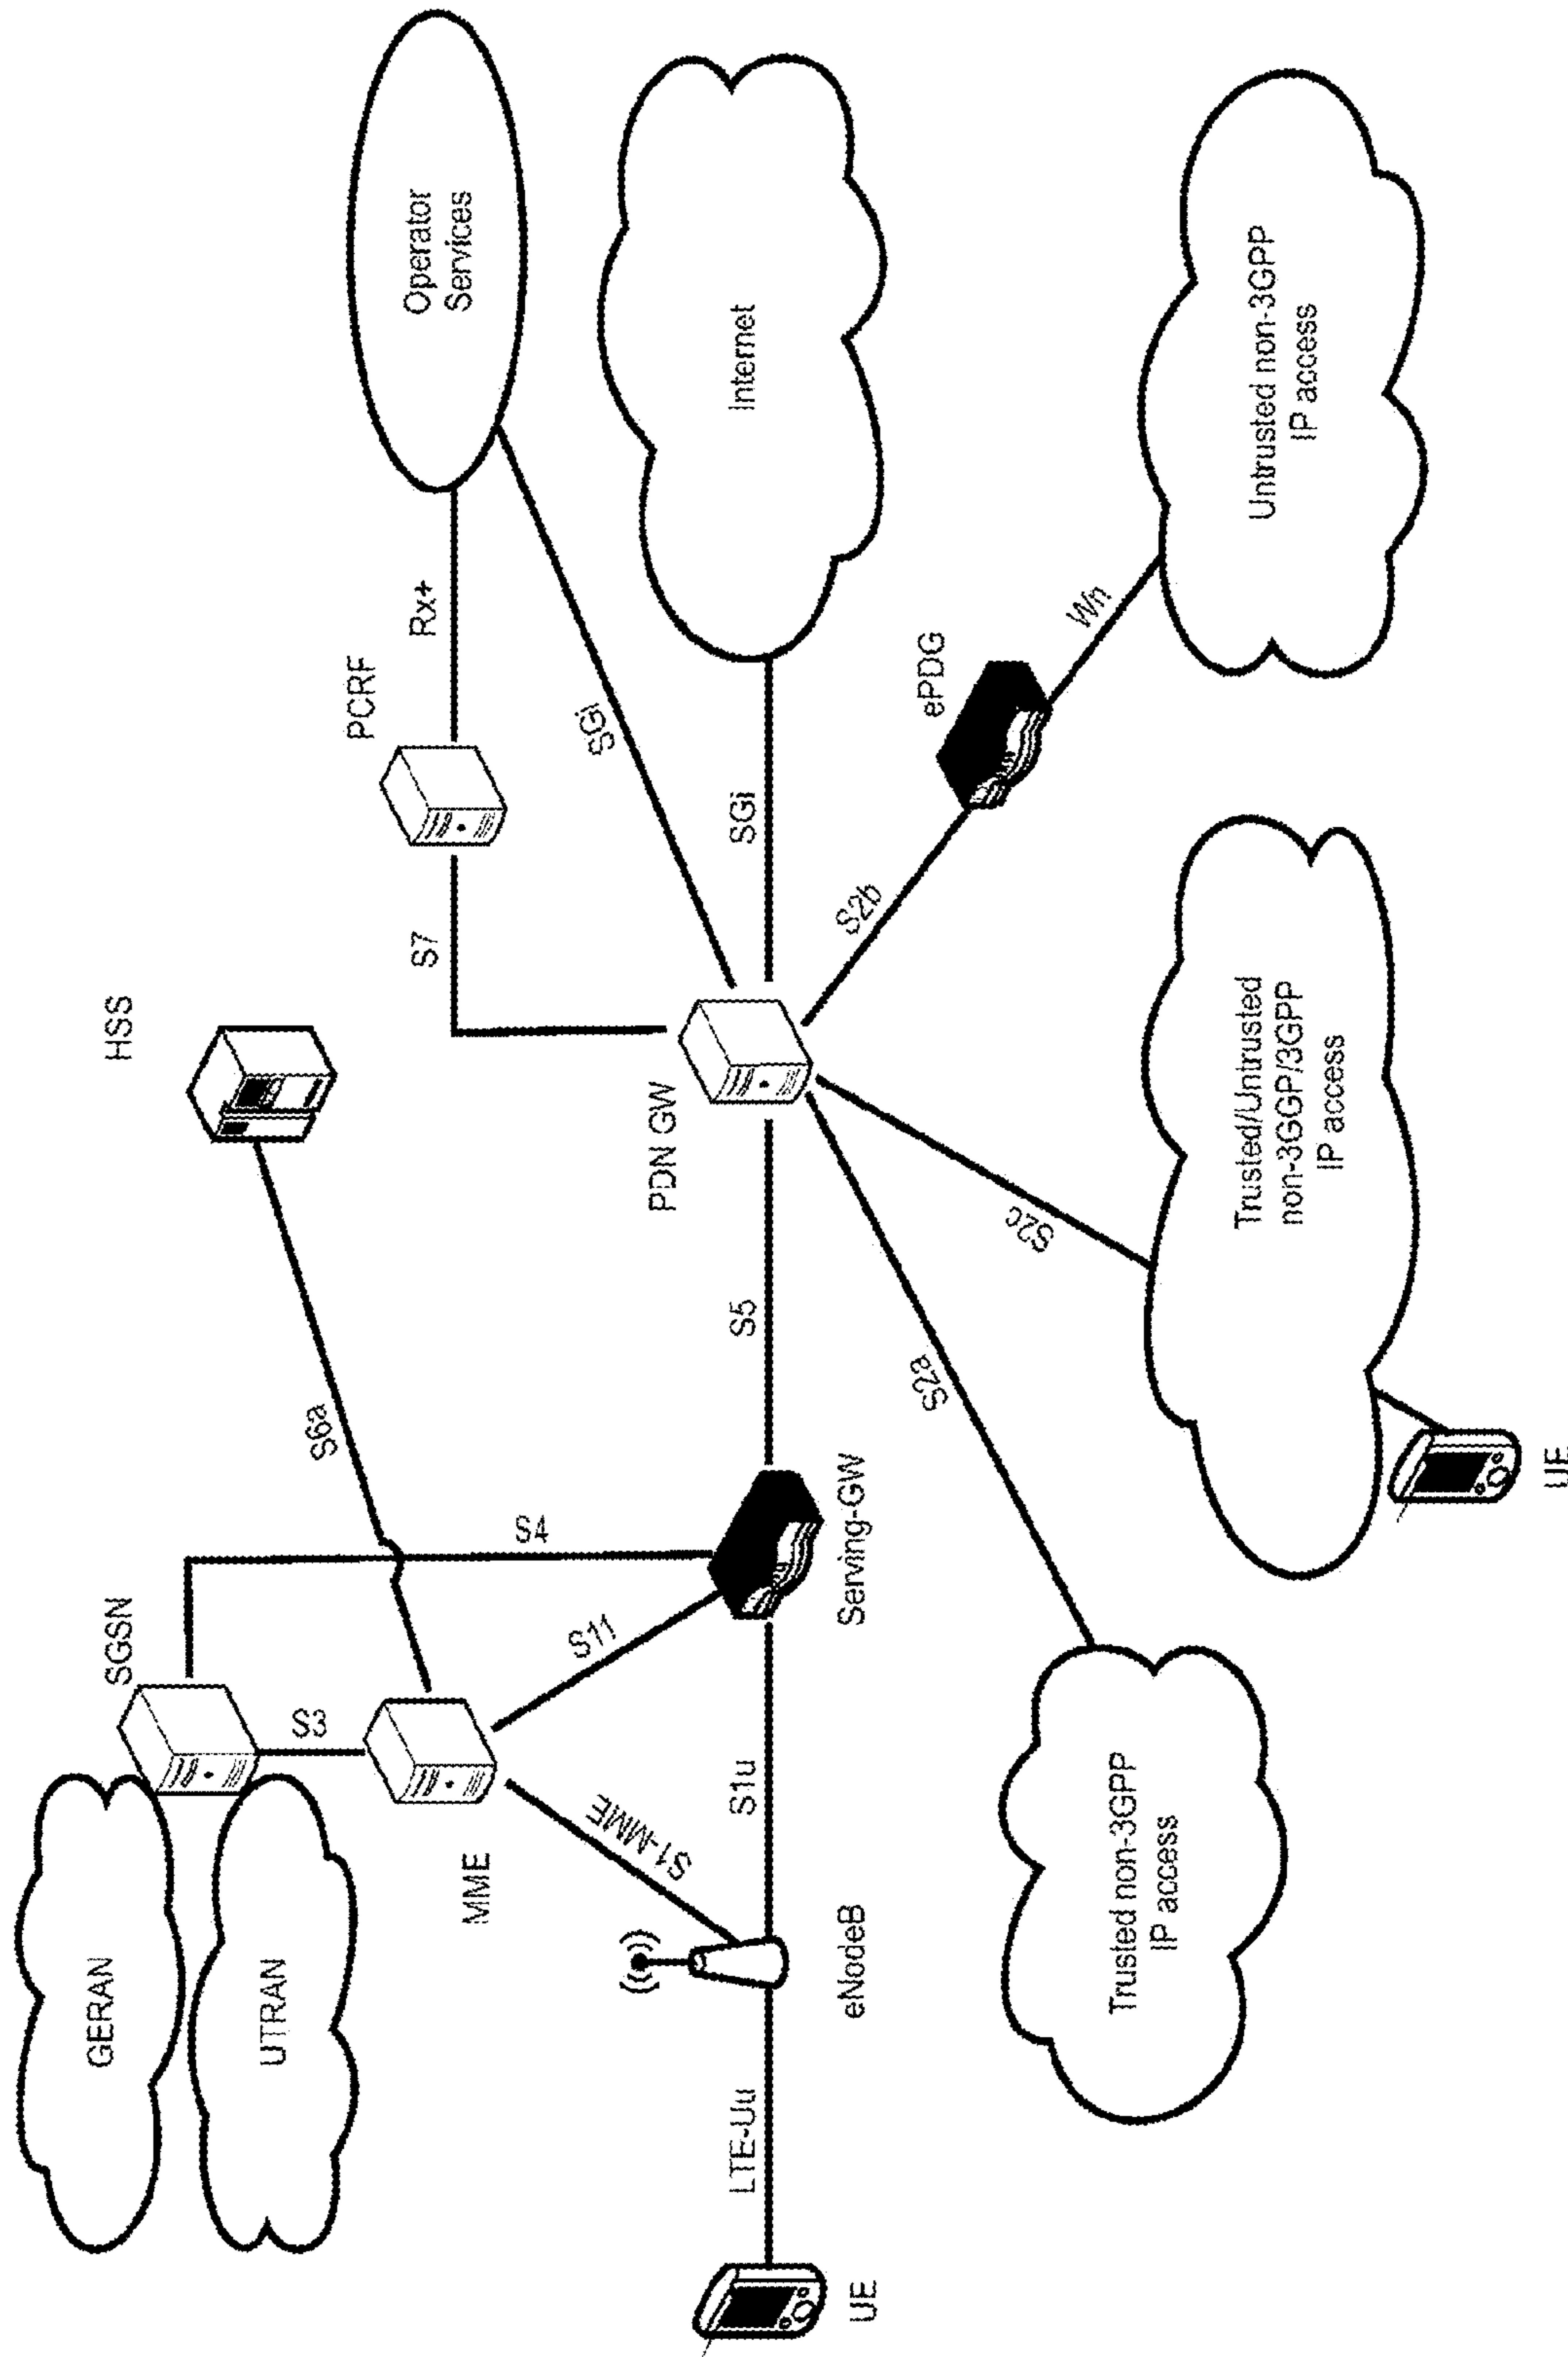 GERAN
UTRAN
SGSN
HSS
S3
S4
S6a
MME
S11
S1-MME
S7
PCRF
Rx+
Operator
Services
SGi
UE
LTE-Uu
eNodeB
S1u
Serving-GW
S5
PDN GW
SGi
Internet
S2a
S2c
S2b
ePDG
Wn
Trusted non-3GPP
IP access
Trusted/Untrusted
non-3GGP/3GPP
IP access
Untrusted non-3GPP
IP access
UE